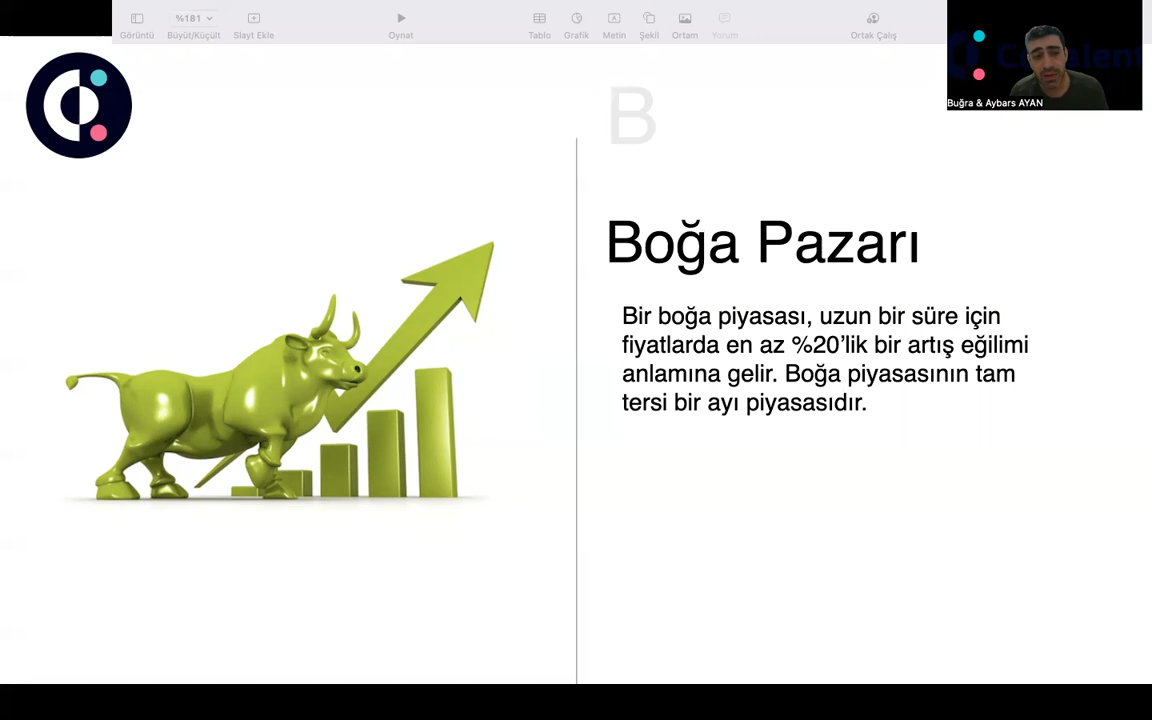 %181
Görüntü
Büyüt/Küçült
Slayt Ekle
Oynat
Tablo
Grafik
Metin
Şekil
Ortam
Yorum
Ortak Çalış
Buğra & Aybars AYAN
B
Boğa Pazarı
Bir boğa piyasası, uzun bir süre için
fiyatlarda en az %20’lik bir artış eğilimi
anlamına gelir. Boğa piyasasının tam
tersi bir ayı piyasasıdır.